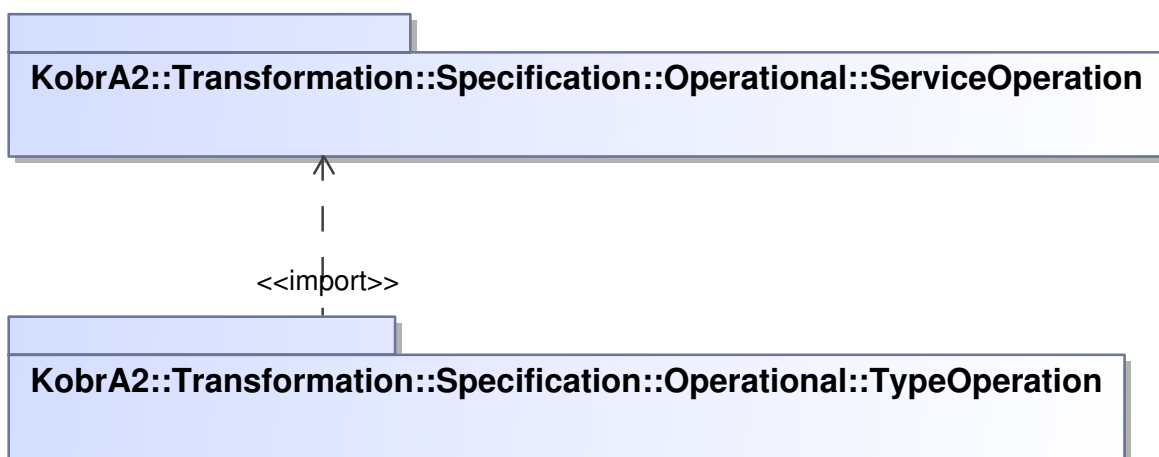 KobrA2::Transformation::Specification::Operational::ServiceOperation
<<import>>
KobrA2::Transformation::Specification::Operational::TypeOperation